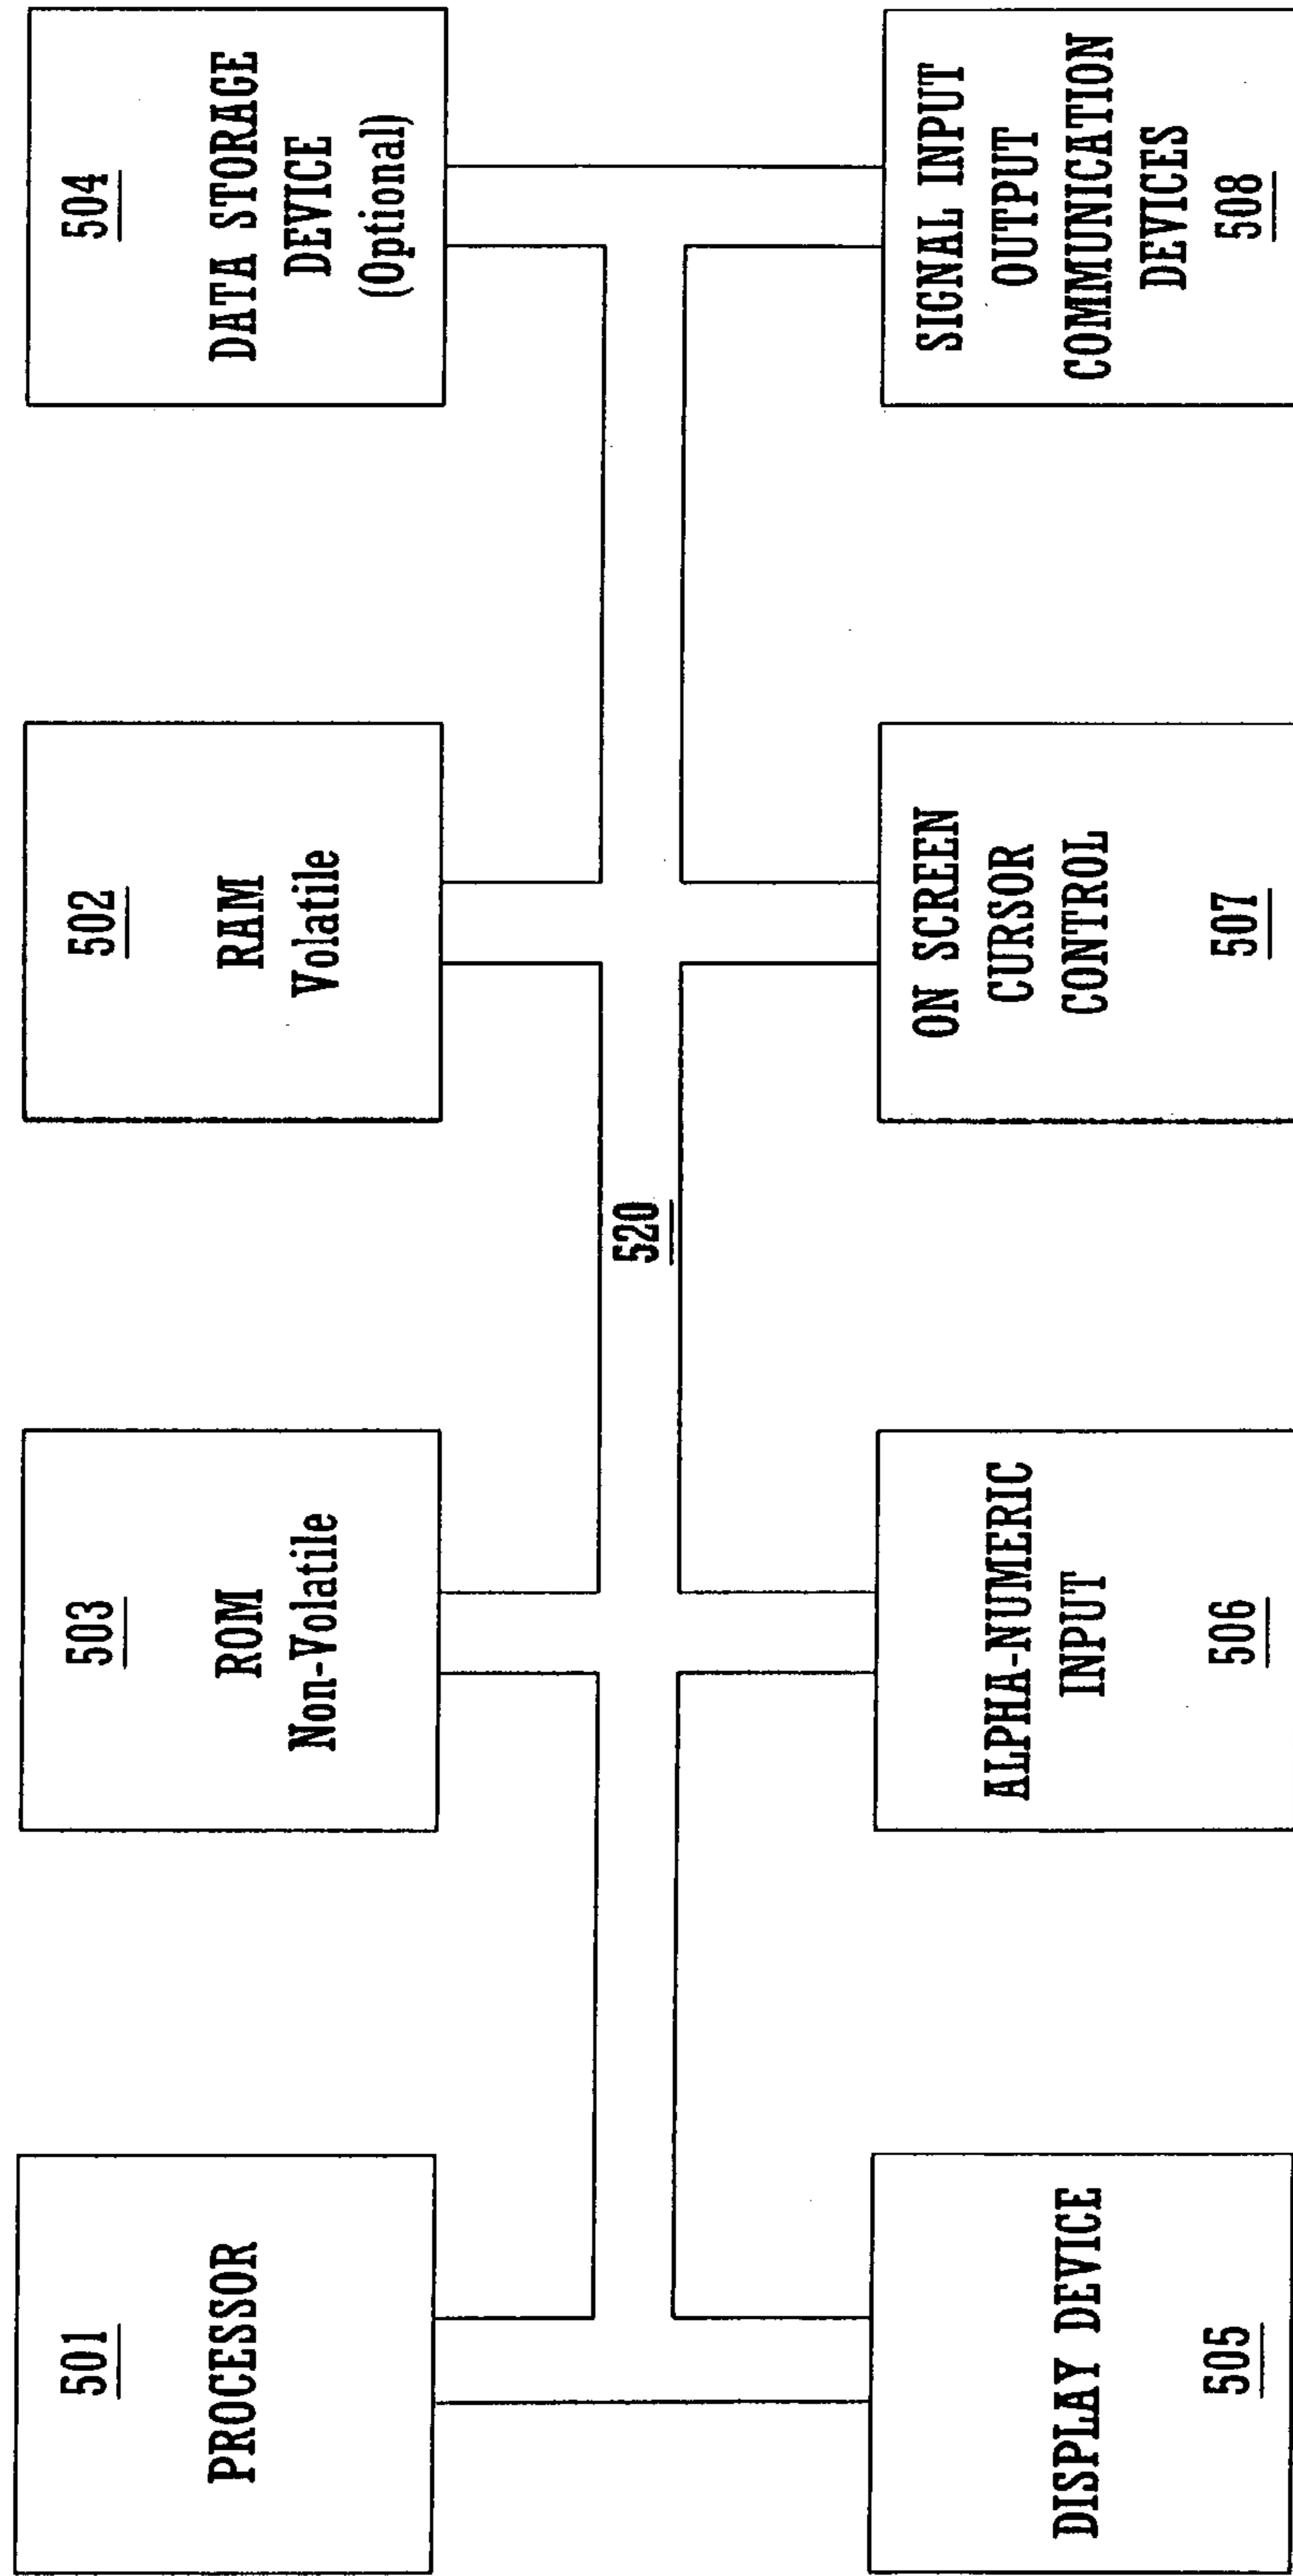 501
PROCESSOR
503
ROM
Non-Volatile
502
RAM
Volatile
504
DATA STORAGE
DEVICE
(Optional)
520
DISPLAY DEVICE
505
ALPHA-NUMERIC
INPUT
506
ON SCREEN
CURSOR
CONTROL
507
SIGNAL INPUT
OUTPUT
COMMUNICATION
DEVICES
508